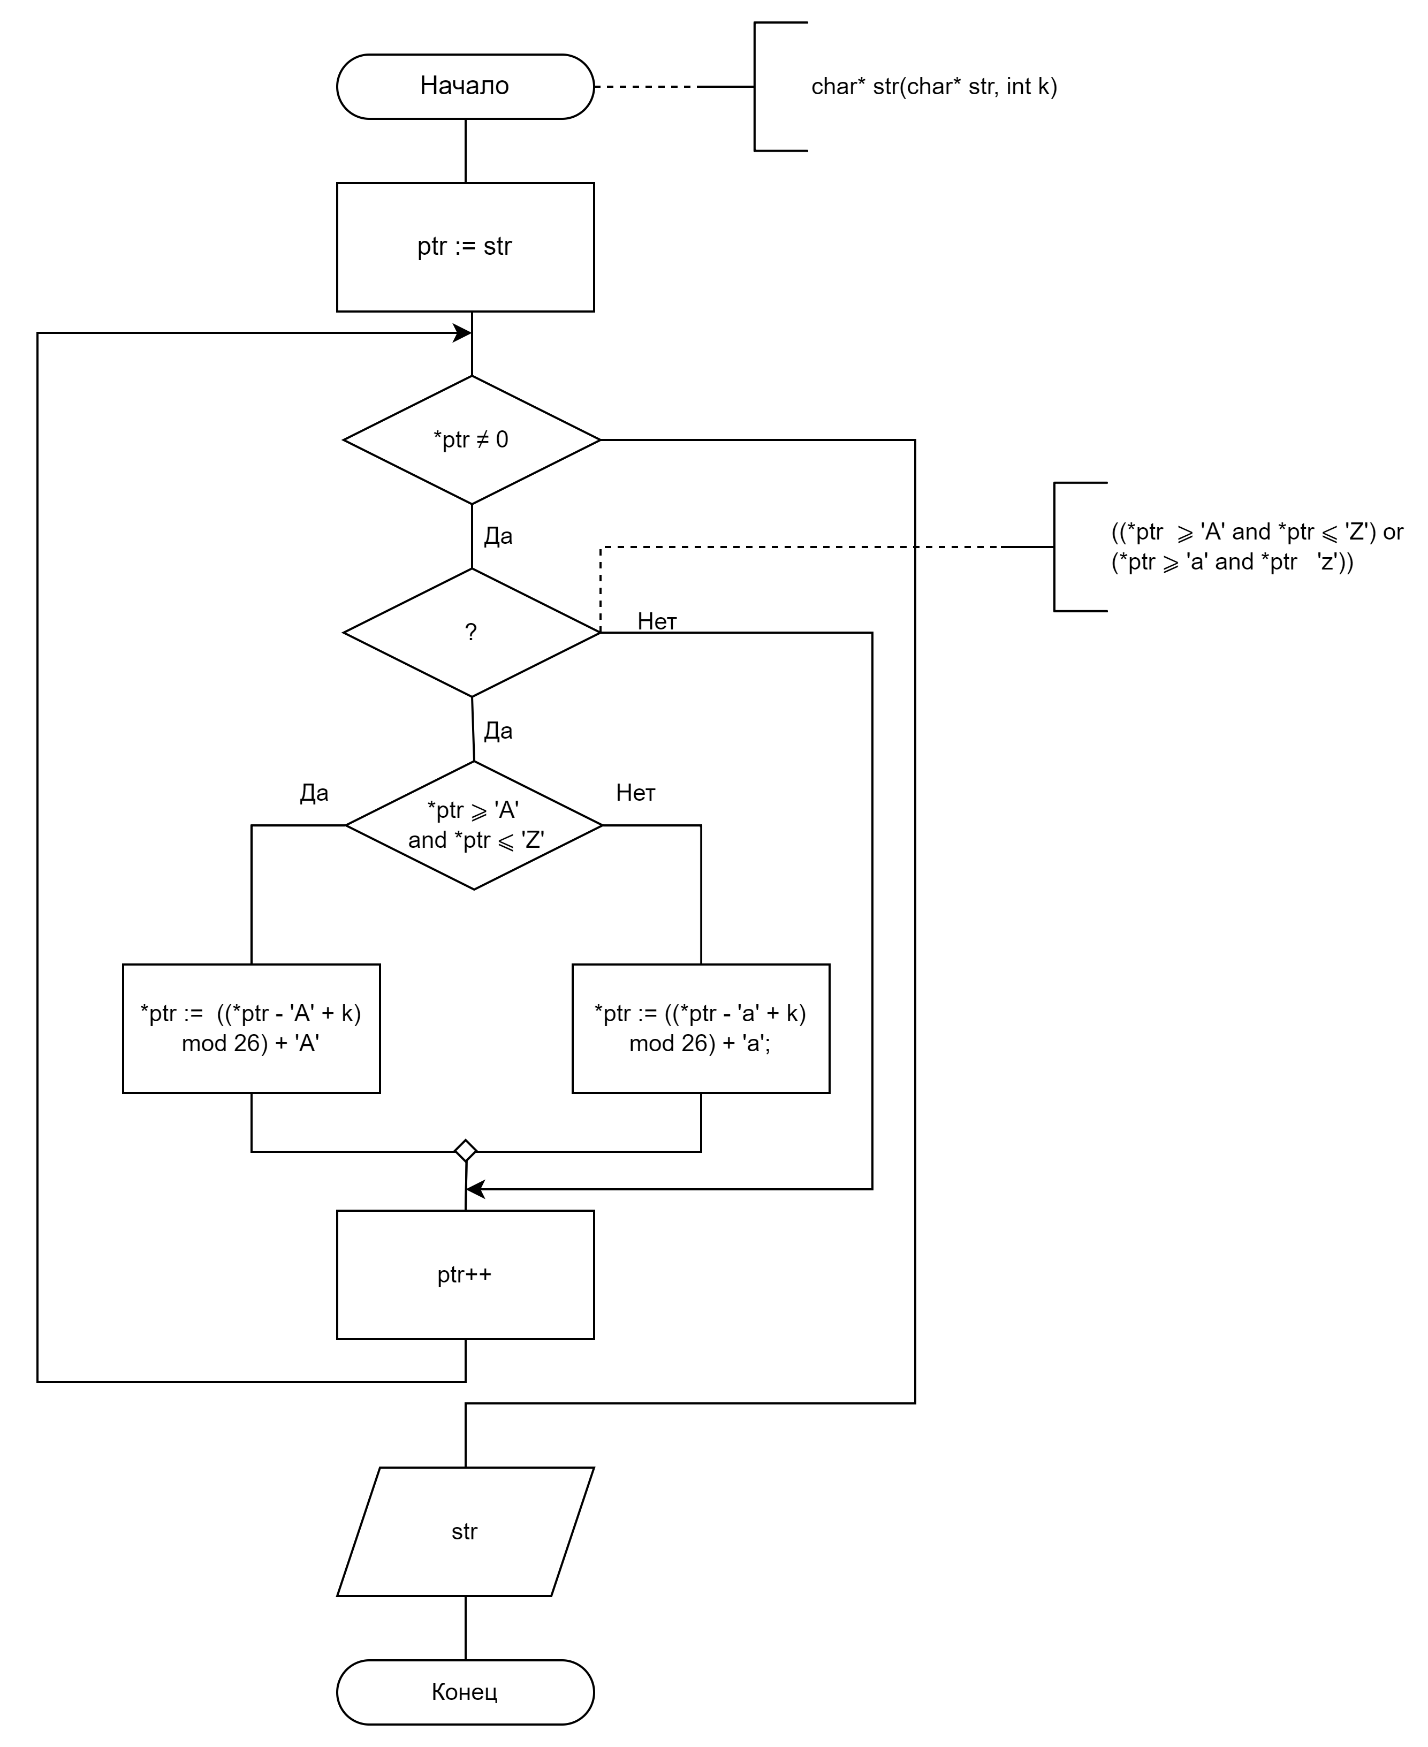 Начало
char* str(char* str, int k)
ptr := str
*ptr ≠ 0
Да
((*ptr ⩾ 'A' and *ptr ⩽ 'Z') or
(*ptr ⩾ 'a' and *ptr 'z'))
?
Нет
Да
Да
Нет
*ptr ⩾ 'A'
and *ptr ⩽ 'Z'
*ptr := ((*ptr - 'A' + k)
mod 26) + 'A'
*ptr := ((*ptr - 'a' + k)
mod 26) + 'a';
ptr++
str
Конец